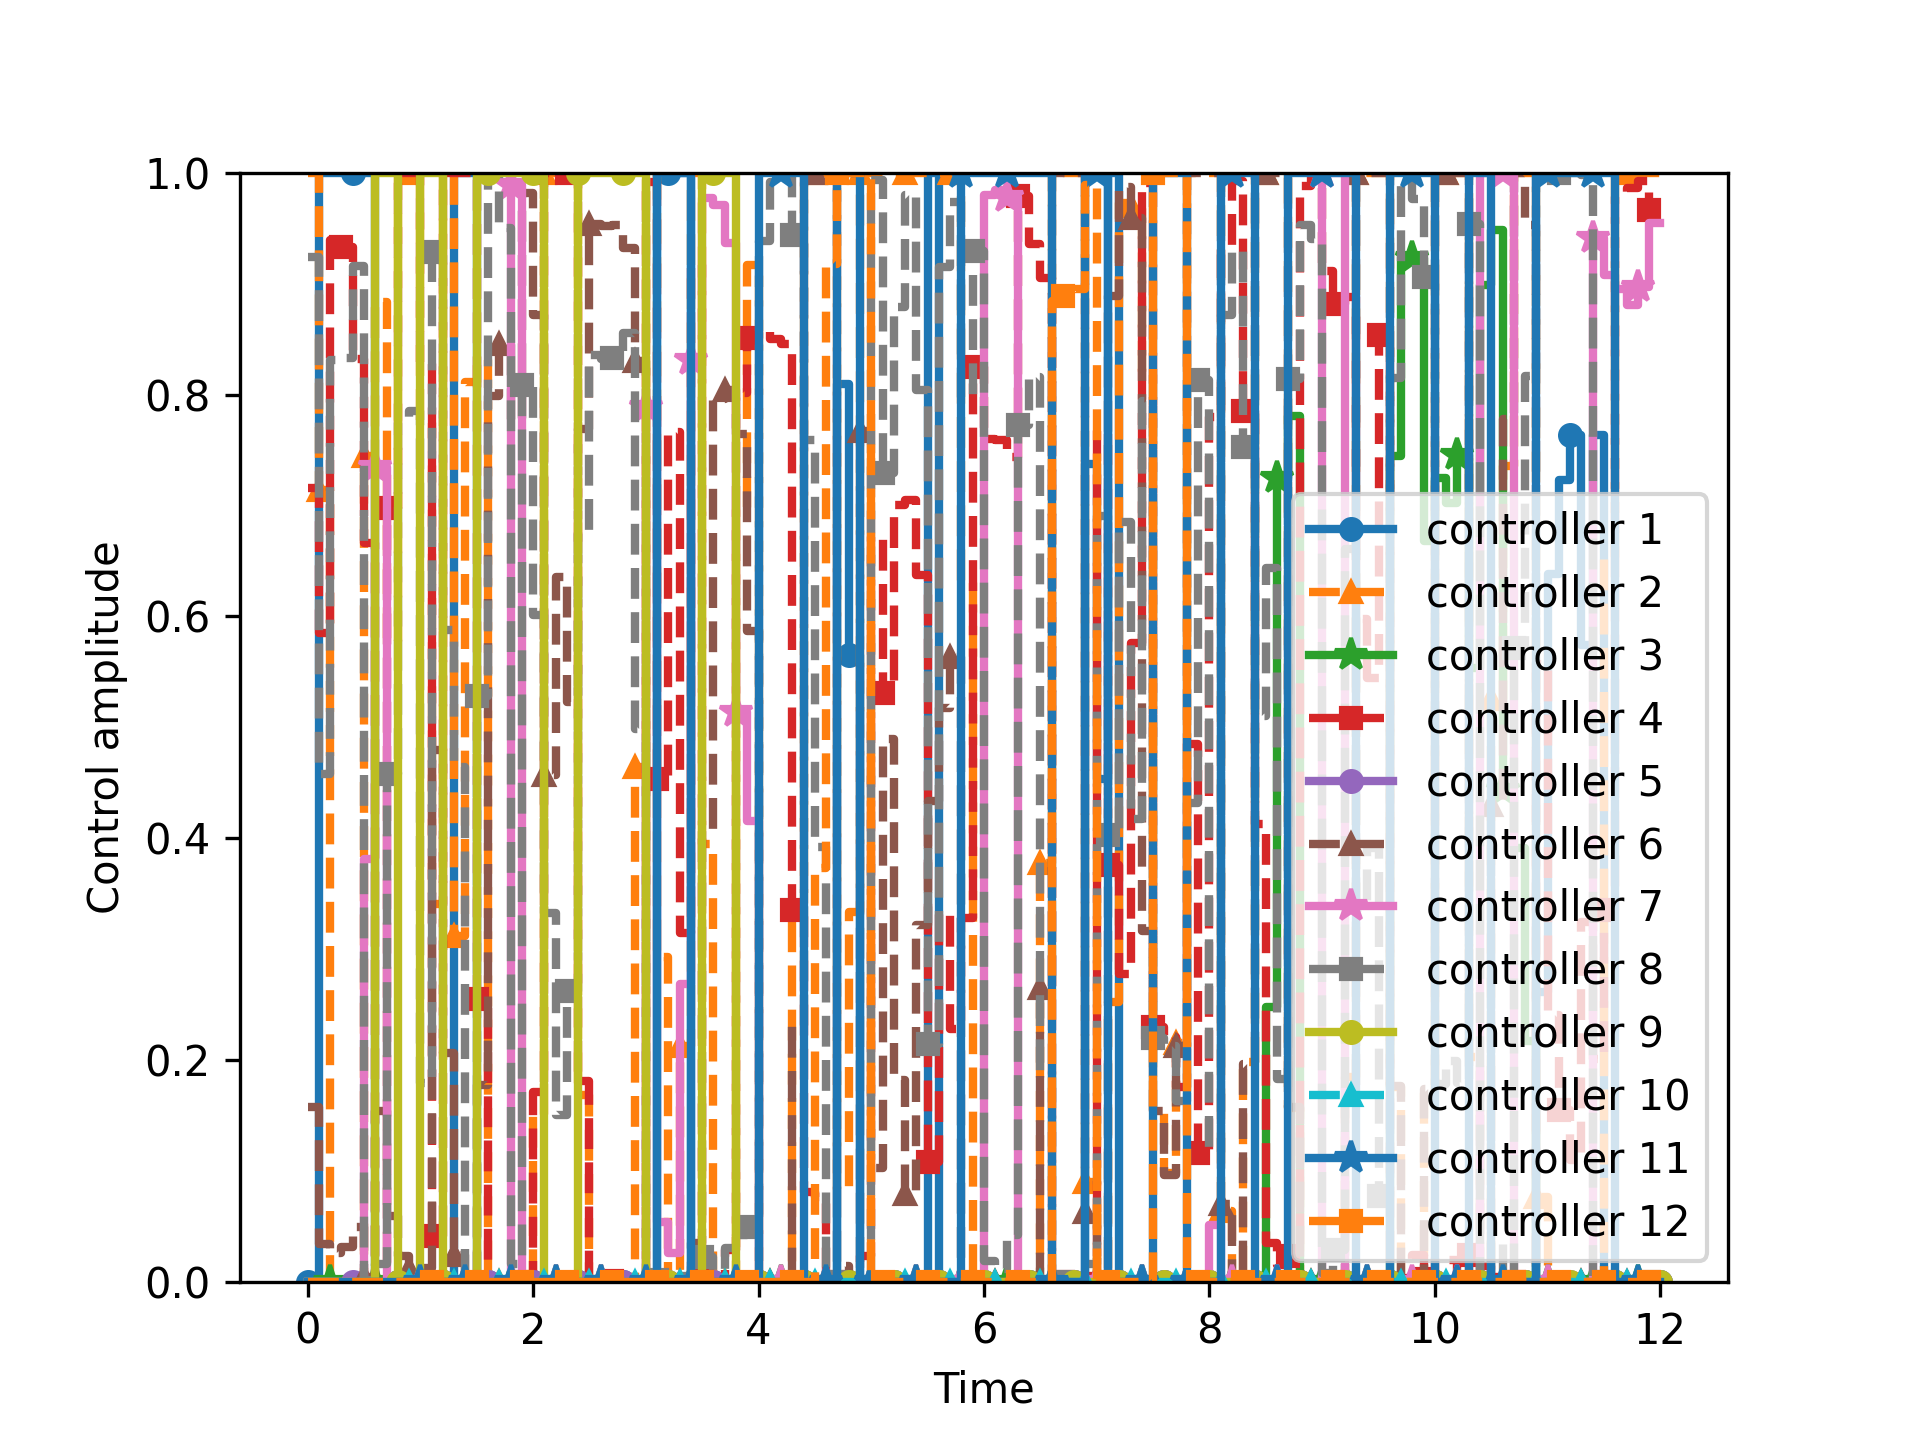 1.0
0.8
0.6
0.4
0.2
0.0
Control amplitude
0 2 4 6 8 10 12
Time
controller 1
controller 2
controller 3
controller 4
controller 5
controller 6
controller 7
controller 8
controller 9
controller 10
controller 11
controller 12